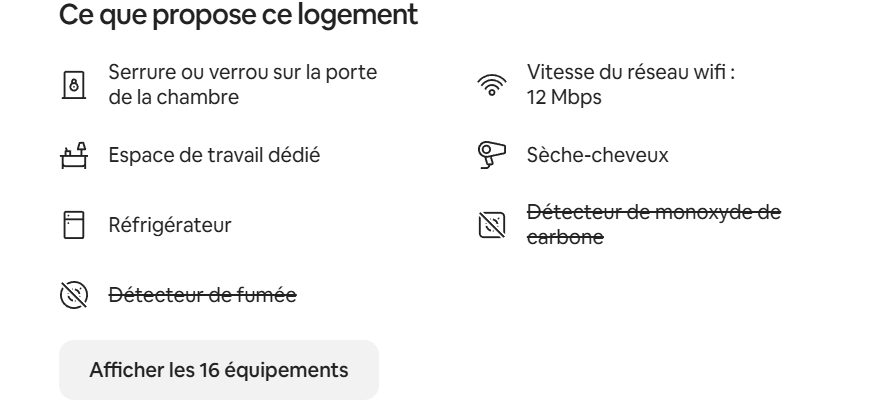 Ce que propose ce logement
Serrure ou verrou sur la porte
de la chambre
Vitesse du réseau wifi :
12 Mbps
Espace de travail dédié
Sèche-cheveux
Réfrigérateur
Détecteur de monoxyde de
carbone
Détecteur de fumée
Afficher les 16 équipements